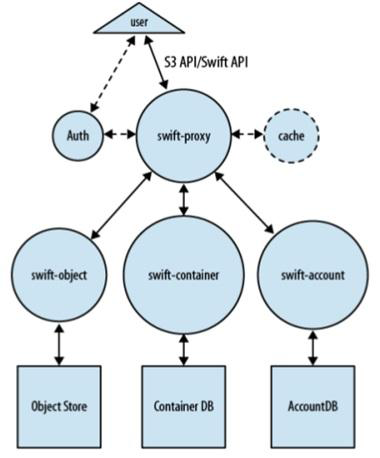 user
S3 API/Swift API
Auth
swift-proxy
cache
swift-object
swift-container
swift-account
Object Store
Container DB
AccountDB